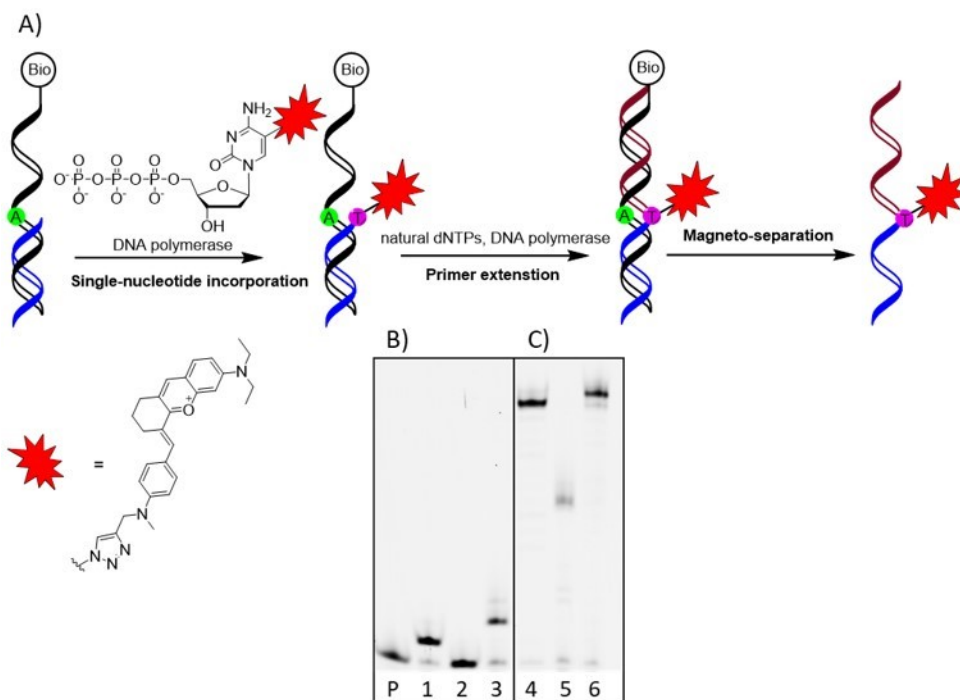 A)
Bio
Bio
Bio
NH₂
N
O
N
O⁻-P-O-P-O-P-O
O O O
O⁻ O⁻ O⁻
O
OH
A
A T
A T
T
DNA polymerase
Single-nucleotide incorporation
natural dNTPs, DNA polymerase
Primer extenstion
Magneto-separation
B)
C)
N
O
+
=
N
N
N
N
P 1 2 3 4 5 6